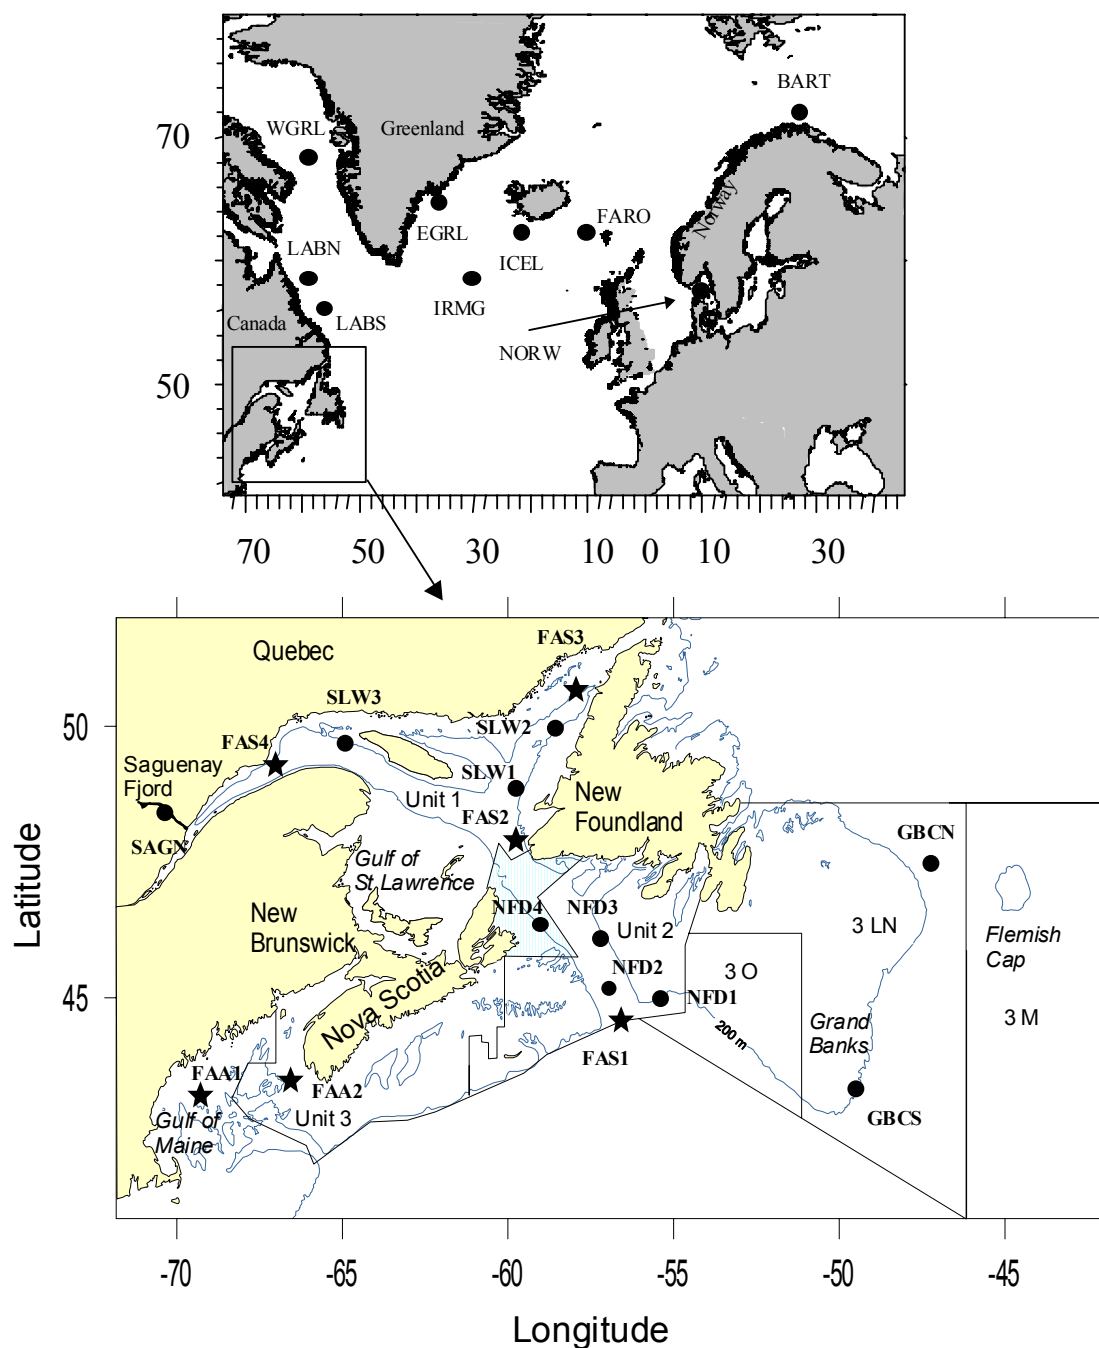 BART
70
WGRL
Greenland
Norway
EGRL
FARO
LABN
ICEL
IRMG
Canada
LABS
NORW
50
70 50 30 10 0 10 30
FAS3
Quebec
SLW3
50
SLW2
FAS4
Saguenay
Fjord
SLW1
Unit 1
New
Foundland
FAS2
SAGN
GBCN
Gulf of
St Lawrence
New
Brunswick
NFD4
NFD3
Unit 2
3 LN
Flemish
Cap
NFD2
3 O
45
NFD1
Nova Scotia
Grand
Banks
3 M
200 m
FAS1
FAA1
FAA2
Gulf of
Maine
Unit 3
GBCS
Latitude
-70 -65 -60 -55 -50 -45
Longitude